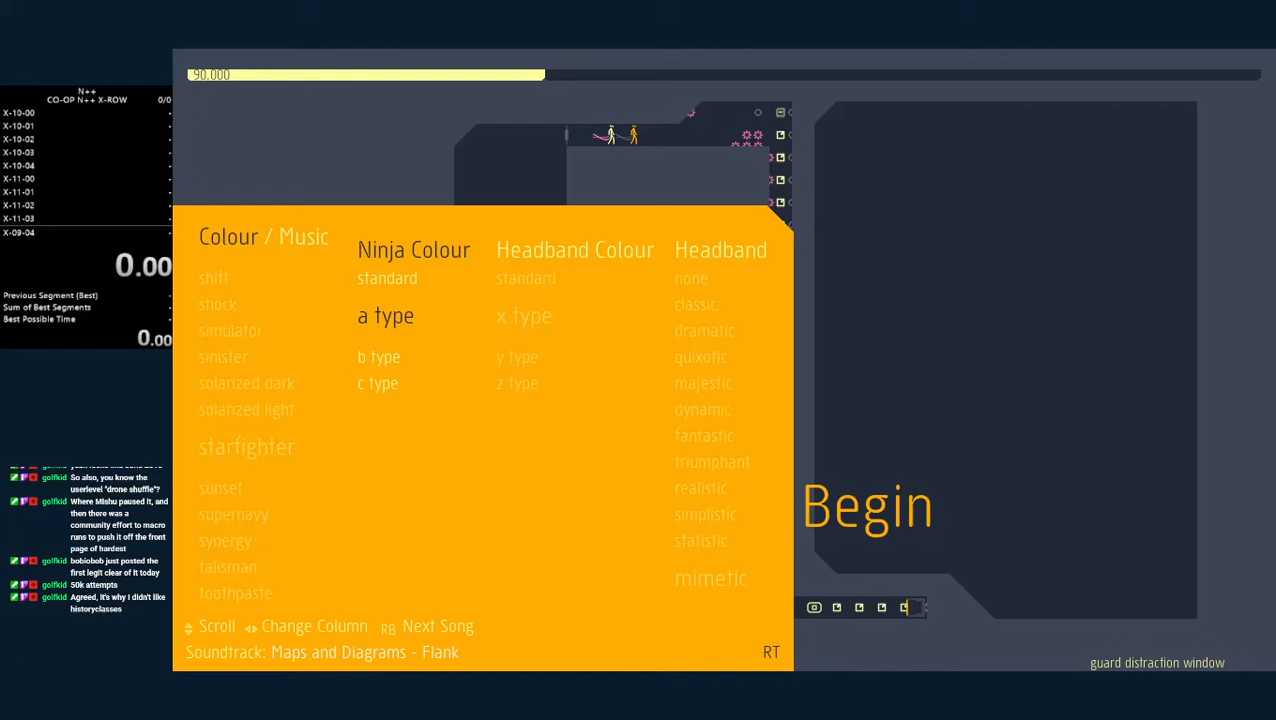 90.000
N++
CO-OP N++ X-ROW 0/0
X-10-00 -
X-10-01 -
X-10-02 -
X-10-03 -
X-10-04 -
X-11-00 -
X-11-01 -
X-11-02 -
X-11-03 -
X-09-04 -
0.00
Previous Segment (Best) -
Sum of Best Segments -
Best Possible Time -
0.00
Colour / Music
shift
shock
simulator
sinister
solarized dark
solarized light
starfighter
sunset
supernavy
synergy
talisman
toothpaste
Ninja Colour
standard
a type
b type
c type
Headband Colour
standard
x type
y type
z type
Headband
none
classic
dramatic
quixotic
majestic
dynamic
fantastic
triumphant
realistic
simplistic
statistic
mimetic
Scroll Change Column RB Next Song
Soundtrack: Maps and Diagrams - Flank
RT
Begin
guard distraction window
golfkid So also, you know the
userlevel "drone shuffle"?
golfkid Where Mishu paused it, and
then there was a
community effort to macro
runs to push it off the front
page of hardest
golfkid bobiobob just posted the
first legit clear of it today
golfkid 50k attempts
golfkid Agreed, it's why I didn't like
historyclasses